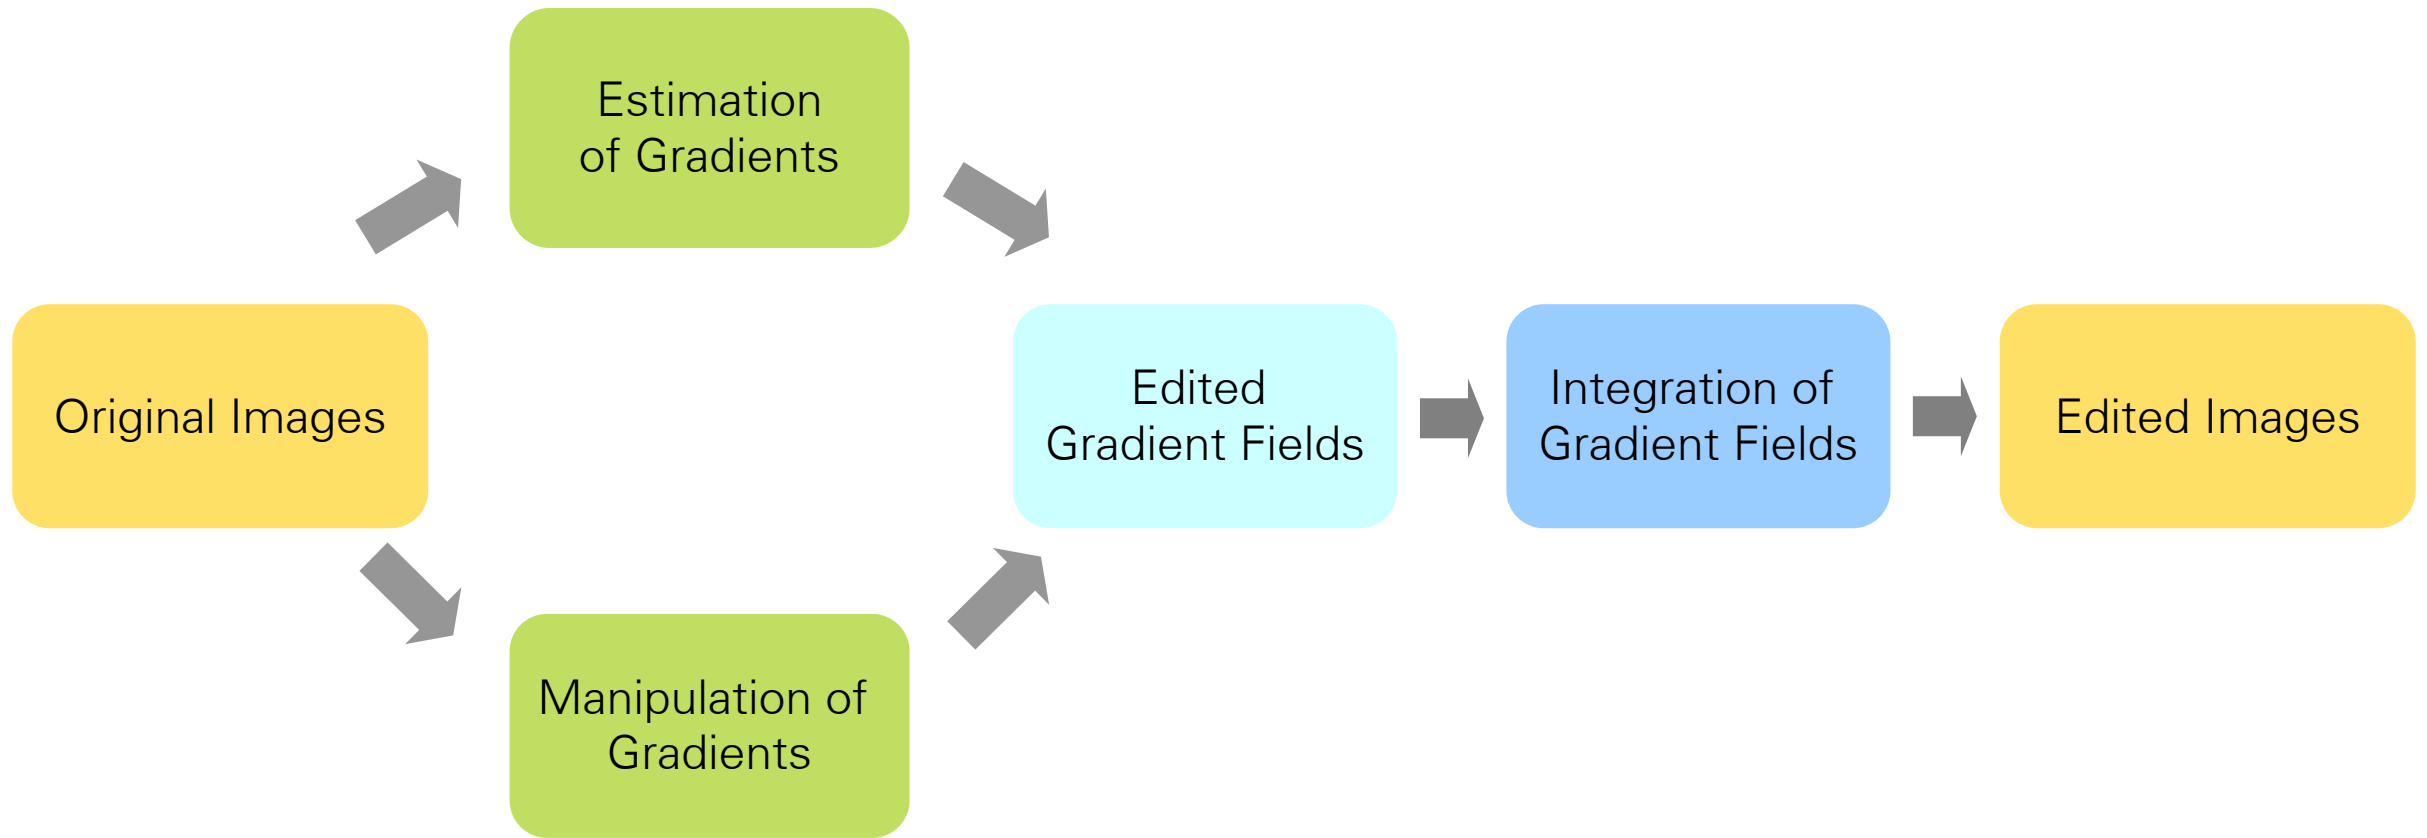 Estimation
of Gradients
Original Images
Edited
Gradient Fields
Integration of
Gradient Fields
Edited Images
Manipulation of
Gradients